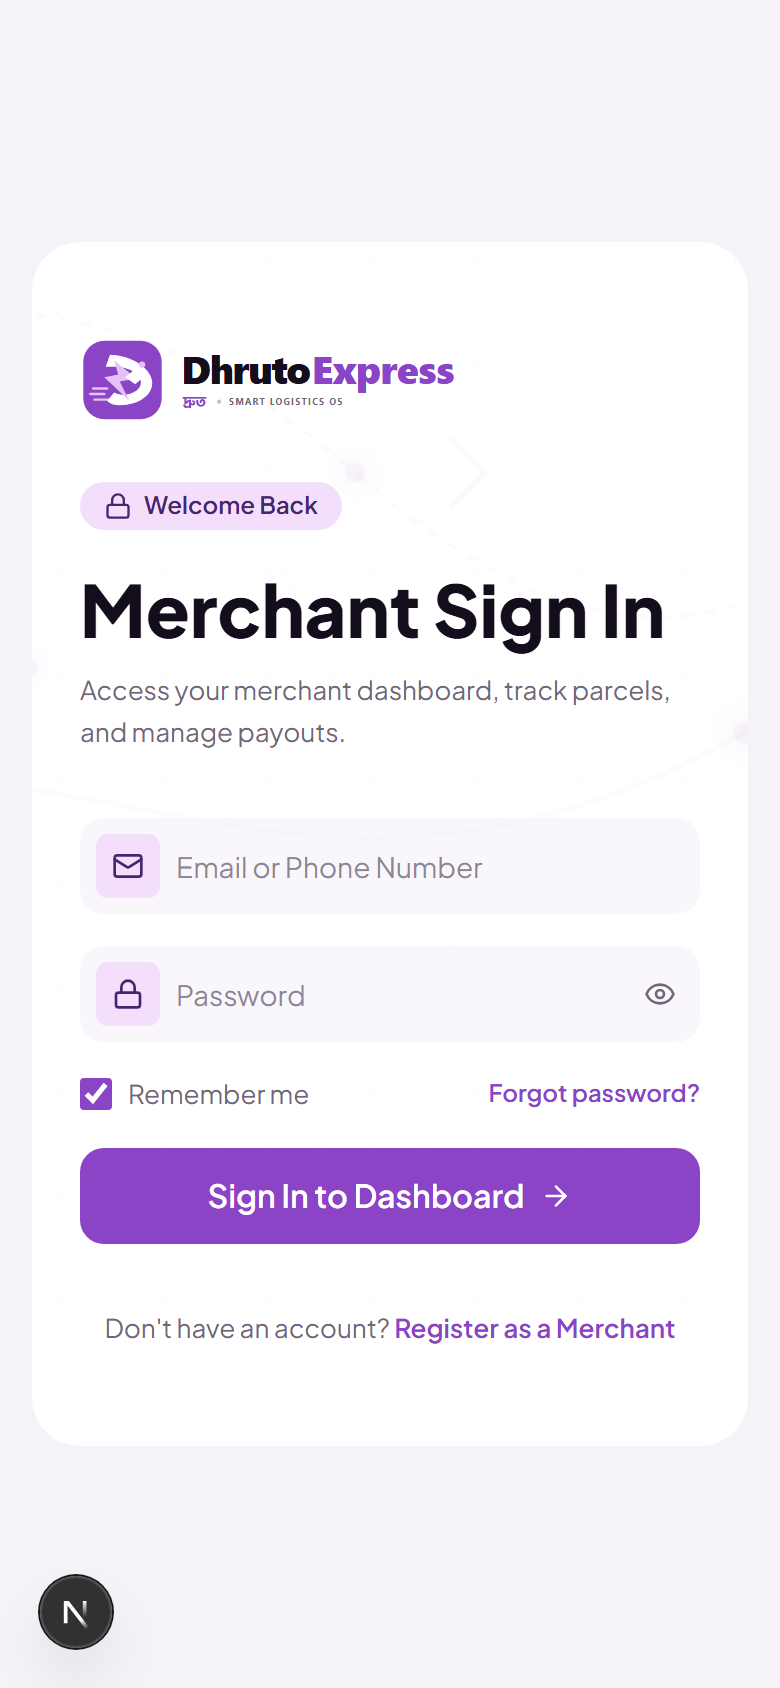 DhrutoExpress
দ্রুত • SMART LOGISTICS OS
Welcome Back
Merchant Sign In
Access your merchant dashboard, track parcels,
and manage payouts.
Email or Phone Number
Password
Remember me
Forgot password?
Sign In to Dashboard →
Don't have an account? Register as a Merchant
N